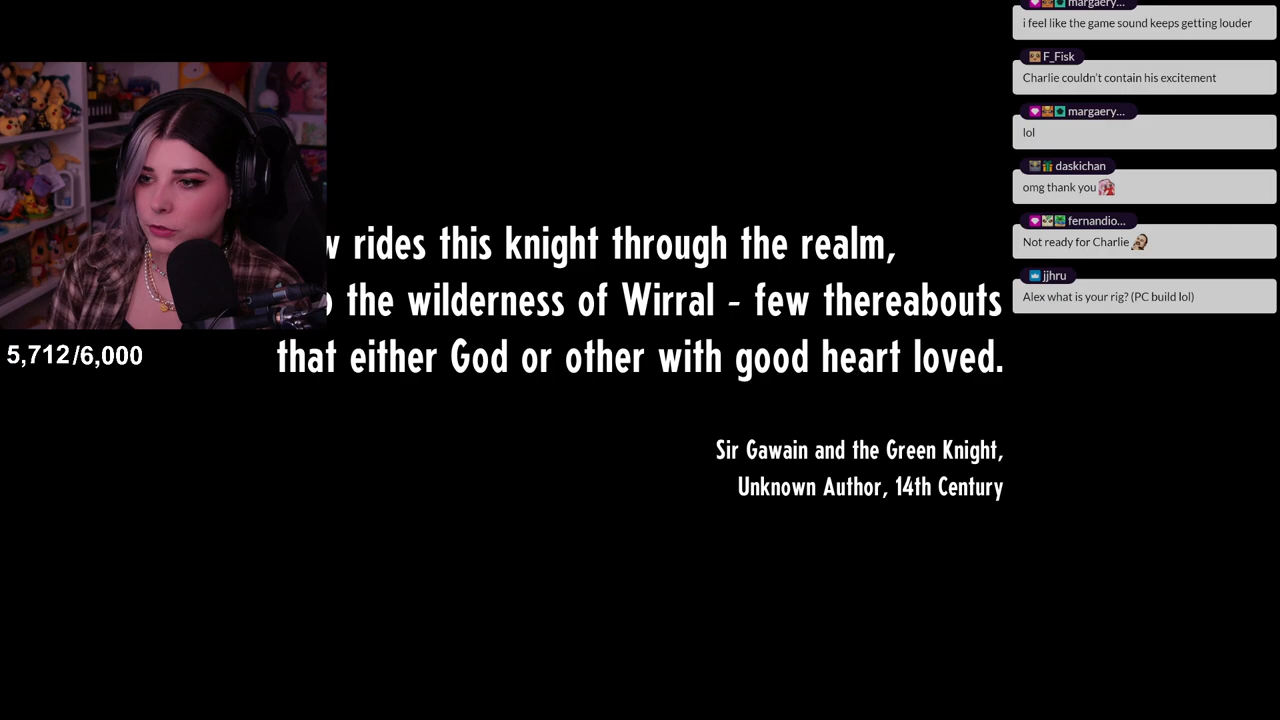 margaery...
i feel like the game sound keeps getting louder
F_Fisk
Charlie couldn't contain his excitement
margaery...
lol
daskichan
omg thank you
fernandio...
Not ready for Charlie
jjhru
Alex what is your rig? (PC build lol)
rides this knight through the realm,
the wilderness of Wirral - few thereabouts
that either God or other with good heart loved.
Sir Gawain and the Green Knight,
Unknown Author, 14th Century
5,712/6,000